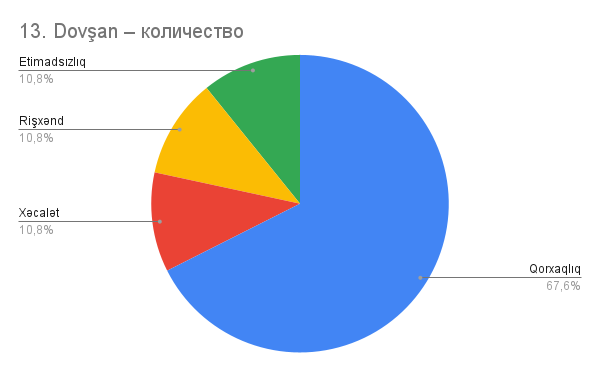 13. Dovşan – количество
Etimadsızlıq
10,8%
Rişxənd
10,8%
Xəcalət
10,8%
Qorxaqlıq
67,6%